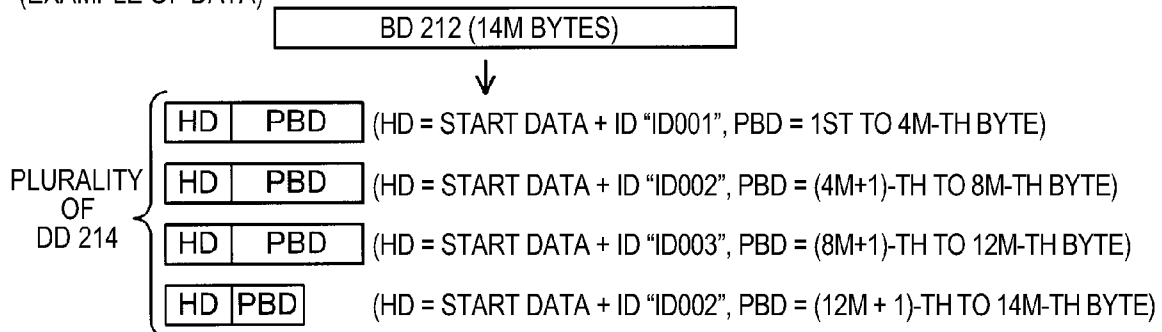 (EXAMPLE OF DATA)
BD 212 (14M BYTES)
HD PBD (HD = START DATA + ID “ID001”, PBD = 1ST TO 4M-TH BYTE)
HD PBD (HD = START DATA + ID “ID002”, PBD = (4M+1)-TH TO 8M-TH BYTE)
PLURALITY
OF
DD 214
HD PBD (HD = START DATA + ID “ID003”, PBD = (8M+1)-TH TO 12M-TH BYTE)
HD PBD (HD = START DATA + ID “ID002”, PBD = (12M + 1)-TH TO 14M-TH BYTE)